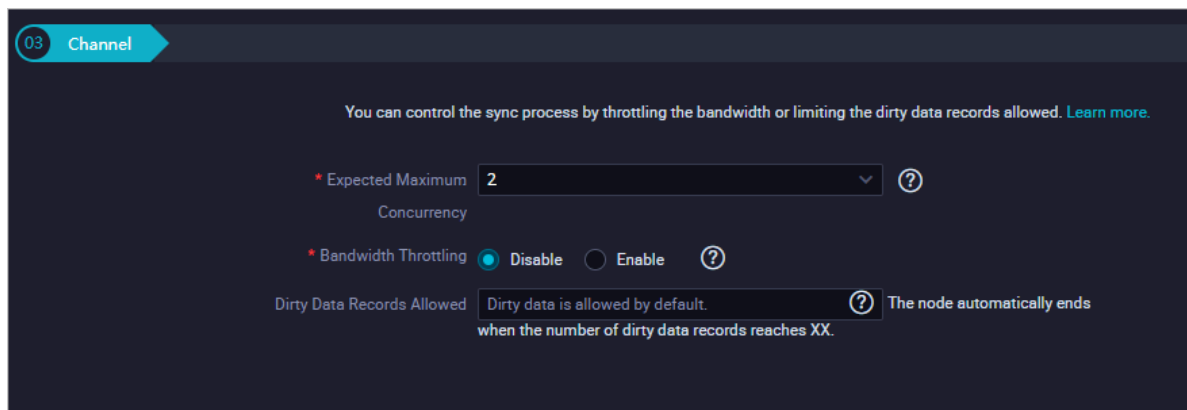 03 Channel
You can control the sync process by throttling the bandwidth or limiting the dirty data records allowed. Learn more.
* Expected Maximum 2 ?
Concurrency
* Bandwidth Throttling Disable Enable ?
Dirty Data Records Allowed Dirty data is allowed by default. ? The node automatically ends
when the number of dirty data records reaches XX.